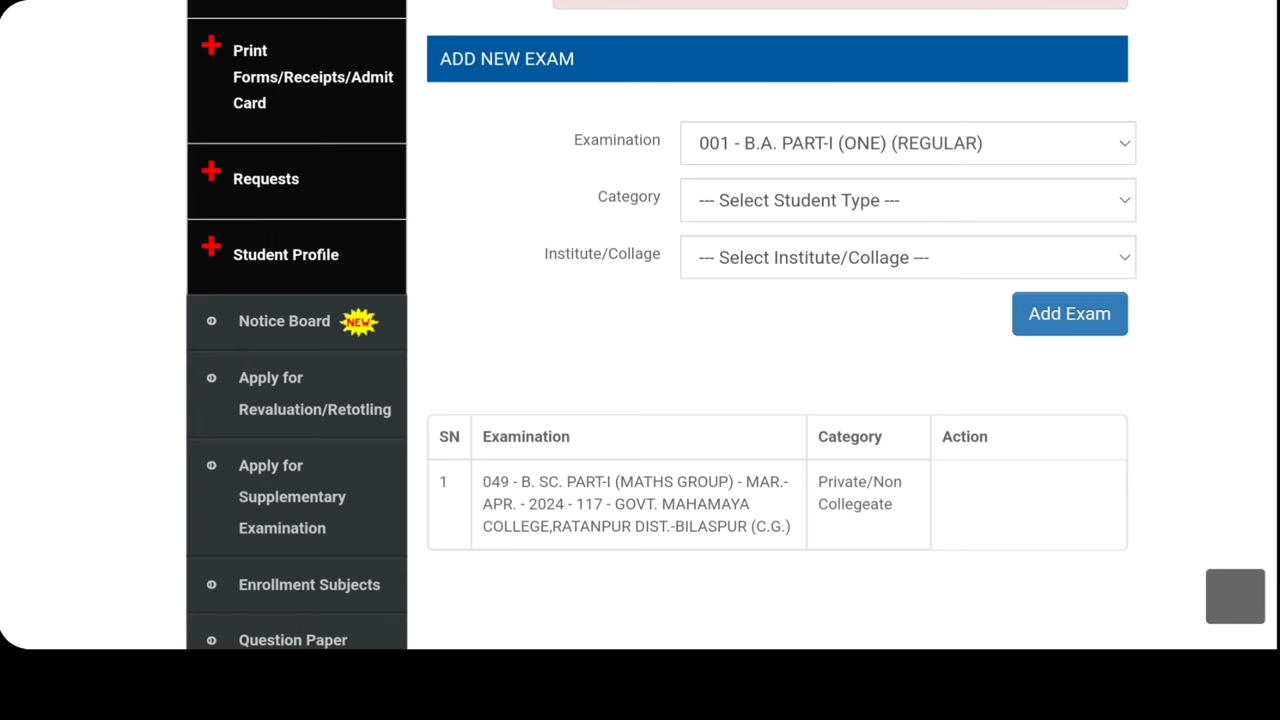 Print
Forms/Receipts/Admit
Card
Requests
Student Profile
Notice Board NEW
Apply for
Revaluation/Retotling
Apply for
Supplementary
Examination
Enrollment Subjects
Question Paper
ADD NEW EXAM
Examination 001 - B.A. PART-I (ONE) (REGULAR)
Category --- Select Student Type ---
Institute/Collage --- Select Institute/Collage ---
Add Exam
SN Examination Category Action
1 049 - B. SC. PART-I (MATHS GROUP) - MAR.- Private/Non
APR. - 2024 - 117 - GOVT. MAHAMAYA Collegeate
COLLEGE,RATANPUR DIST.-BILASPUR (C.G.)